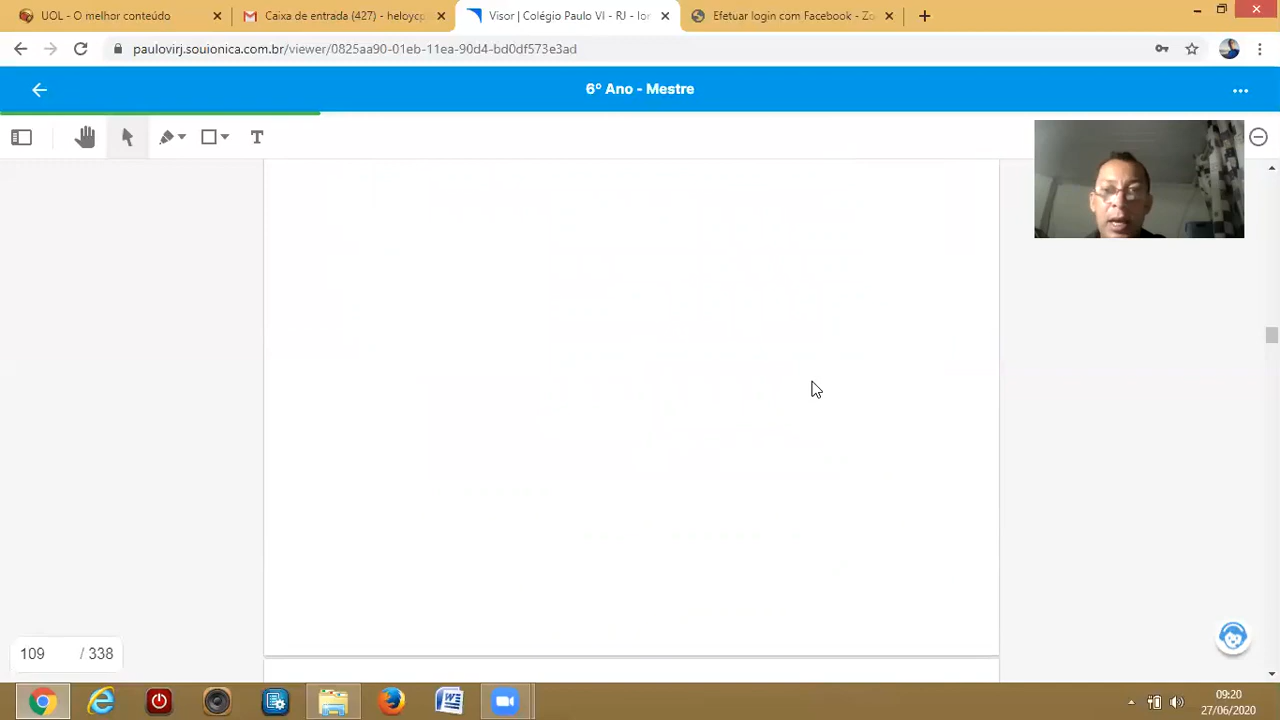 UOL - O melhor conteúdo
Caixa de entrada (427) - heloycp
Visor | Colégio Paulo VI - RJ - Ion
Efetuar login com Facebook - Zo
paulovirj.souionica.com.br/viewer/0825aa90-01eb-11ea-90d4-bd0df573e3ad
6º Ano - Mestre
T
109 / 338
09:20
27/06/2020